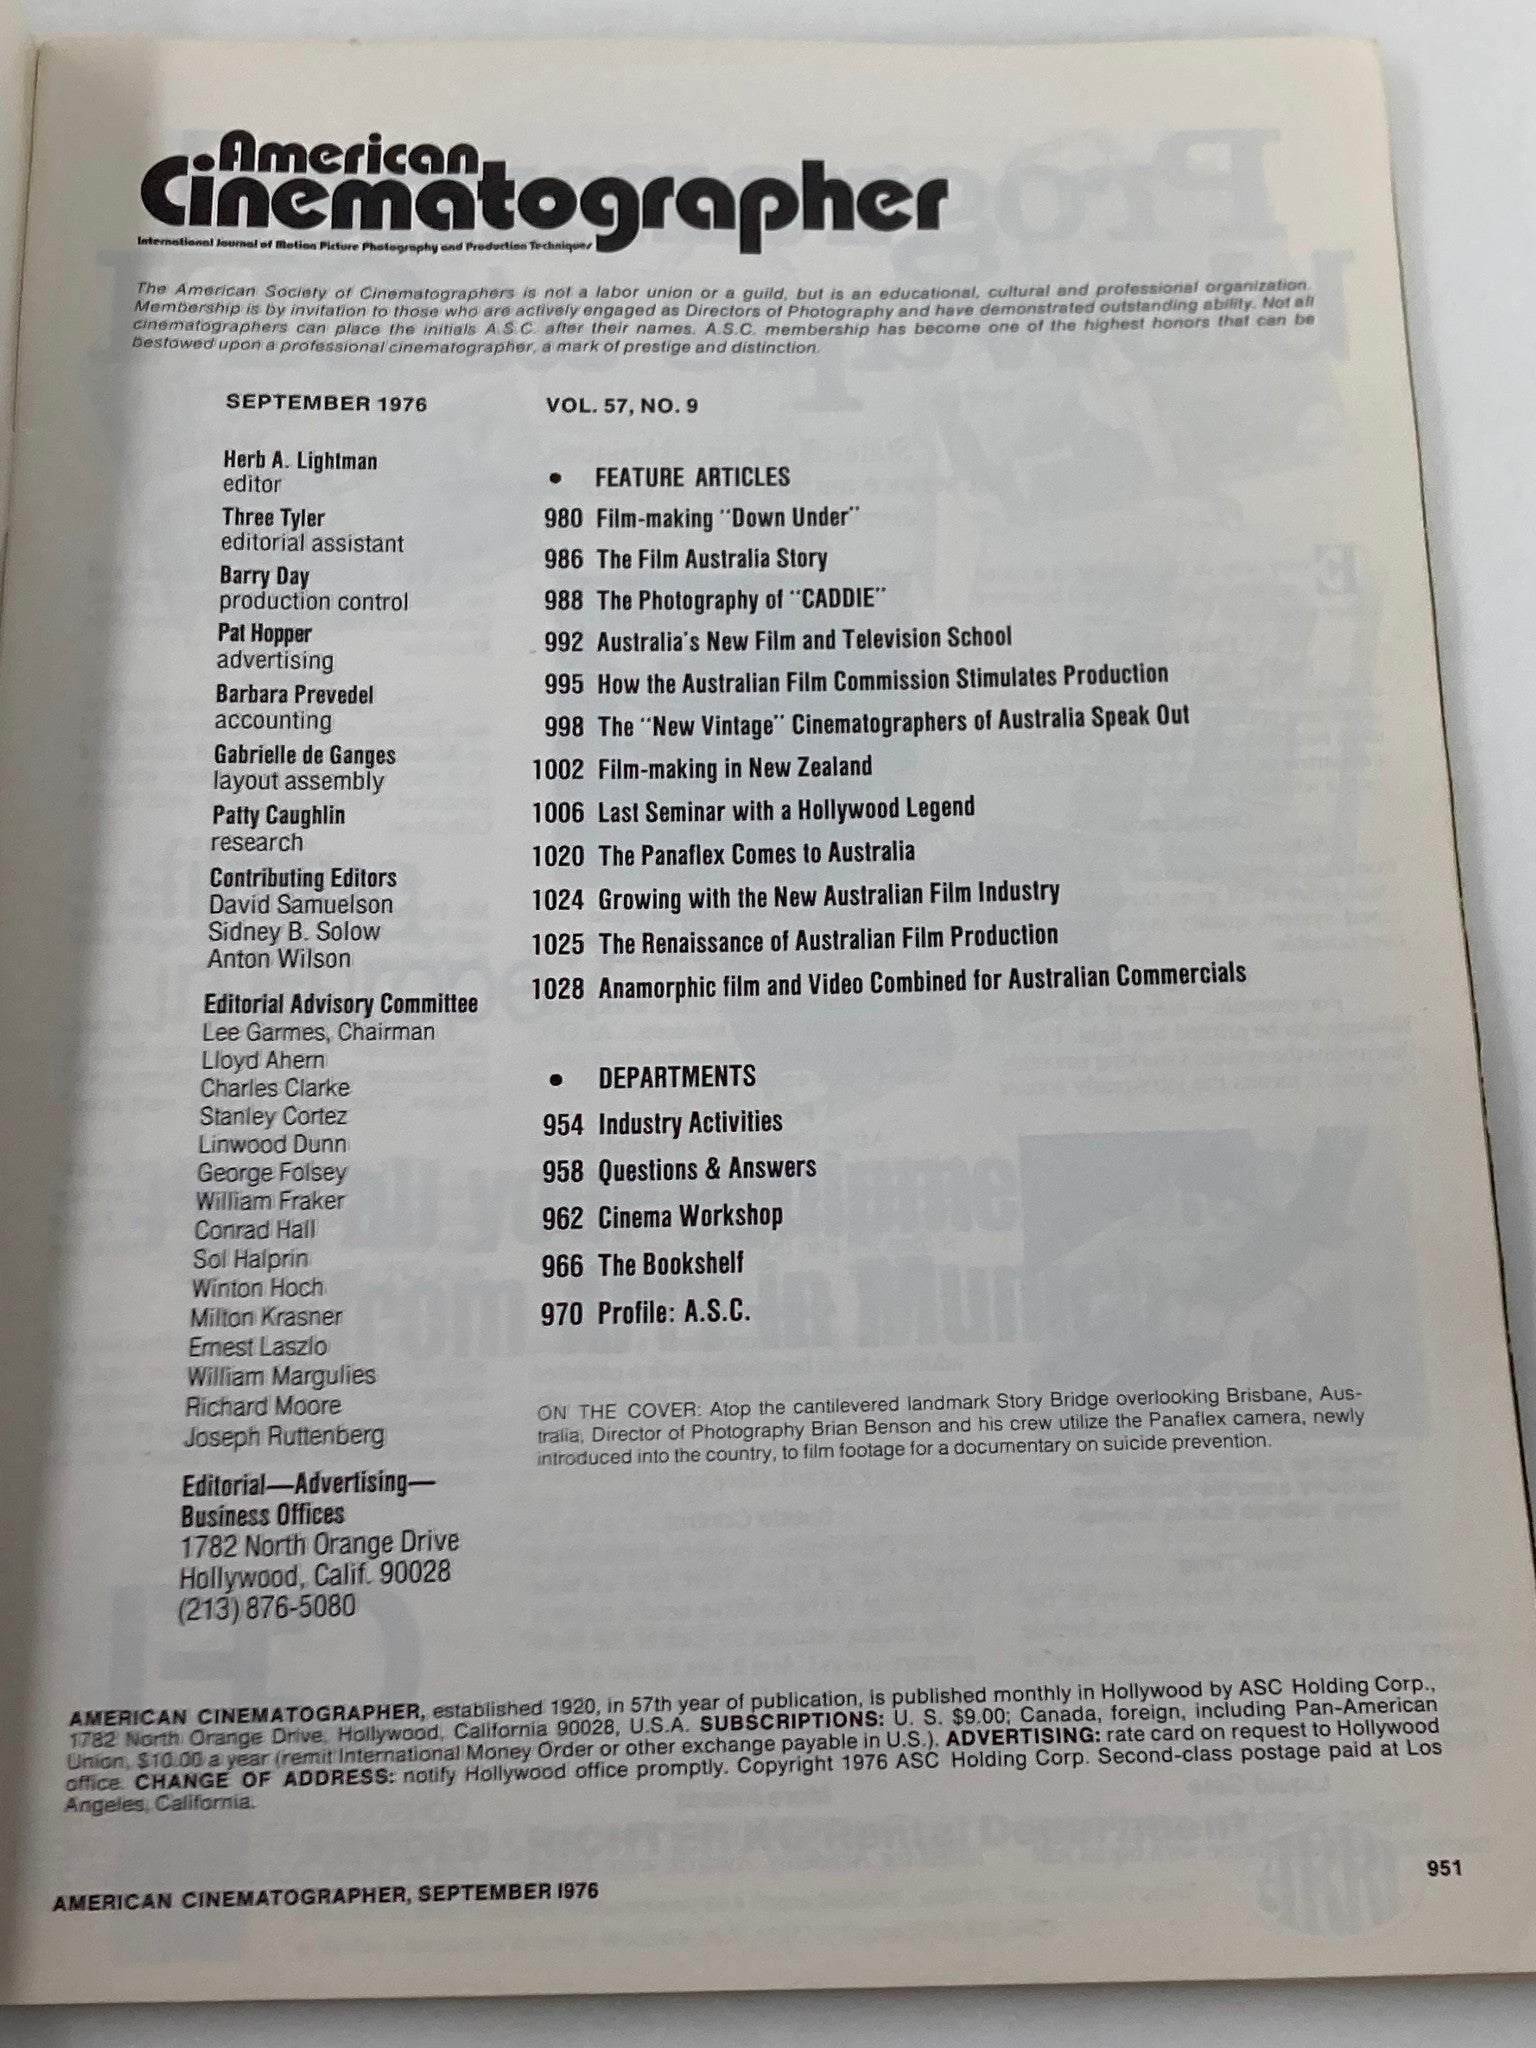 American
Cinematographer
International Journal of Motion Picture Photography and Production Techniques
The American Society of Cinematographers is not a labor union or a guild, but is an educational, cultural and professional organization.
Membership is by invitation to those who are actively engaged as Directors of Photography and have demonstrated outstanding ability. Not all
cinematographers can place the initials A.S.C. after their names. A.S.C. membership has become one of the highest honors that can be
bestowed upon a professional cinematographer, a mark of prestige and distinction.
SEPTEMBER 1976
VOL. 57, NO. 9
Herb A. Lightman
editor
Three Tyler
editorial assistant
Barry Day
production control
Pat Hopper
advertising
Barbara Prevedel
accounting
Gabrielle de Ganges
layout assembly
Patty Caughlin
research
Contributing Editors
David Samuelson
Sidney B. Solow
Anton Wilson
Editorial Advisory Committee
Lee Garmes, Chairman
Lloyd Ahern
Charles Clarke
Stanley Cortez
Linwood Dunn
George Folsey
William Fraker
Conrad Hall
Sol Halprin
Winton Hoch
Milton Krasner
Ernest Laszlo
William Margulies
Richard Moore
Joseph Ruttenberg
Editorial—Advertising—
Business Offices
1782 North Orange Drive
Hollywood, Calif. 90028
(213) 876-5080
• FEATURE ARTICLES
980 Film-making "Down Under"
986 The Film Australia Story
988 The Photography of "CADDIE"
992 Australia's New Film and Television School
995 How the Australian Film Commission Stimulates Production
998 The "New Vintage" Cinematographers of Australia Speak Out
1002 Film-making in New Zealand
1006 Last Seminar with a Hollywood Legend
1020 The Panaflex Comes to Australia
1024 Growing with the New Australian Film Industry
1025 The Renaissance of Australian Film Production
1028 Anamorphic film and Video Combined for Australian Commercials
• DEPARTMENTS
954 Industry Activities
958 Questions & Answers
962 Cinema Workshop
966 The Bookshelf
970 Profile: A.S.C.
ON THE COVER: Atop the cantilevered landmark Story Bridge overlooking Brisbane, Aus-
tralia, Director of Photography Brian Benson and his crew utilize the Panaflex camera, newly
introduced into the country, to film footage for a documentary on suicide prevention.
AMERICAN CINEMATOGRAPHER, established 1920, in 57th year of publication, is published monthly in Hollywood by ASC Holding Corp.,
1782 North Orange Drive, Hollywood, California 90028, U.S.A. SUBSCRIPTIONS: U. S. $9.00; Canada, foreign, including Pan-American
Union, $10.00 a year (remit International Money Order or other exchange payable in U.S.). ADVERTISING: rate card on request to Hollywood
office. CHANGE OF ADDRESS: notify Hollywood office promptly. Copyright 1976 ASC Holding Corp. Second-class postage paid at Los
Angeles, California.
AMERICAN CINEMATOGRAPHER, SEPTEMBER 1976
951